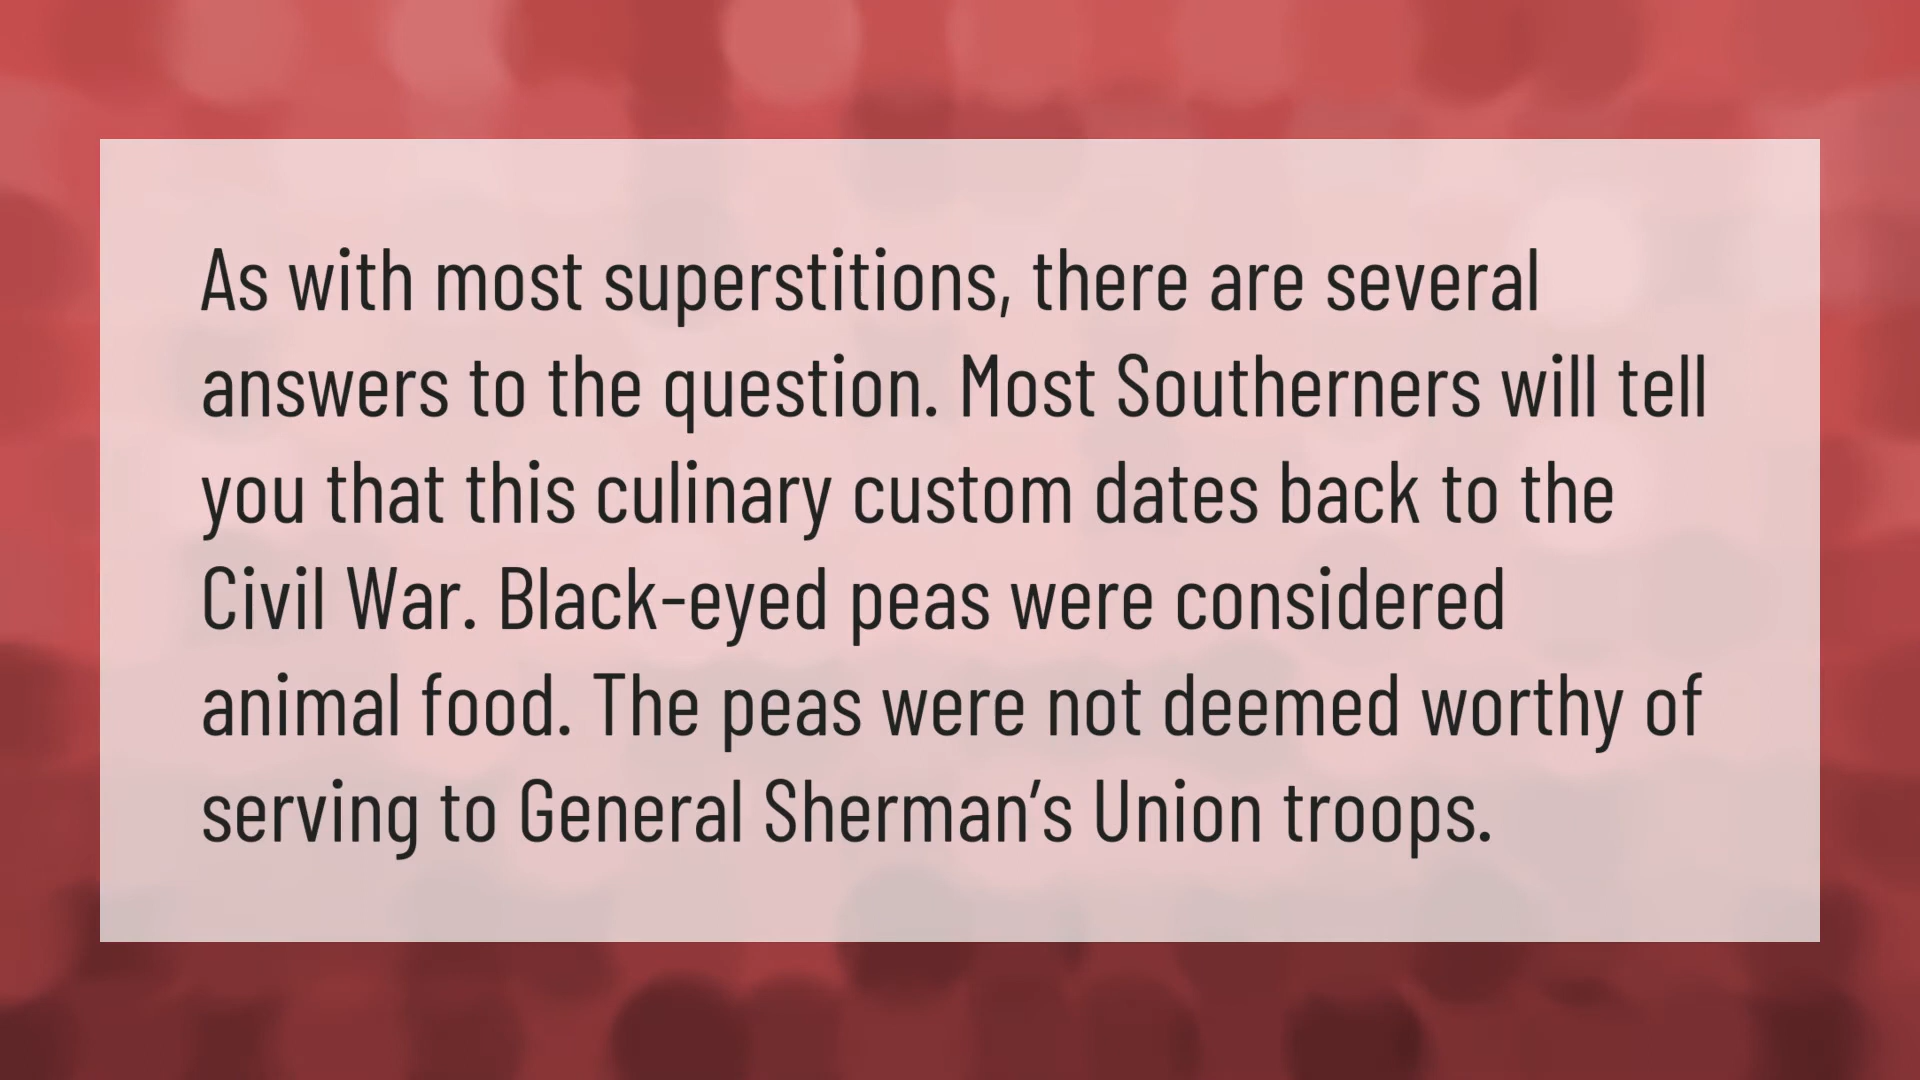 As with most superstitions, there are several
answers to the question. Most Southerners will tell
you that this culinary custom dates back to the
Civil War. Black-eyed peas were considered
animal food. The peas were not deemed worthy of
serving to General Sherman’s Union troops.